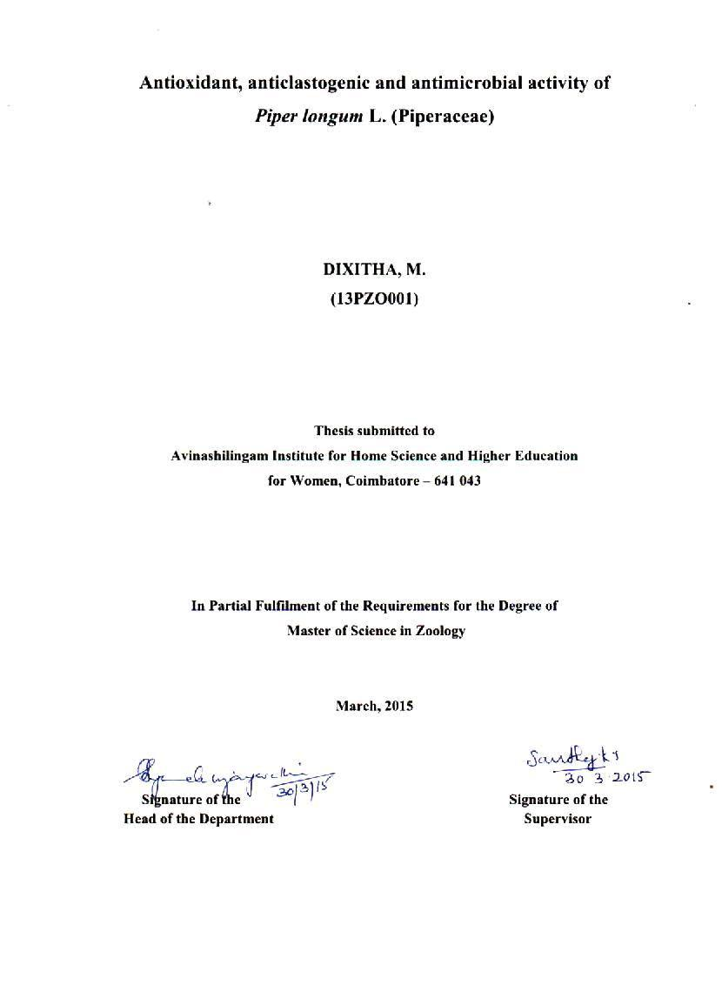 Antioxidant, anticlastogenic and antimicrobial activity of
Piper longum L. (Piperaceae)
DIXITHA, M.
(13PZO001)
Thesis submitted to
Avinashilingam Institute for Home Science and Higher Education
for Women, Coimbatore – 641 043
In Partial Fulfilment of the Requirements for the Degree of
Master of Science in Zoology
March, 2015
30/3/15
Signature of the
Head of the Department
30 3 2015
Signature of the
Supervisor